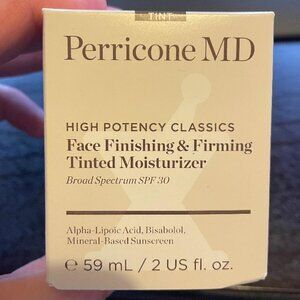 TINT
Perricone MD
HIGH POTENCY CLASSICS
Face Finishing & Firming
Tinted Moisturizer
Broad Spectrum SPF 30
Alpha-Lipoic Acid, Bisabolol,
Mineral-Based Sunscreen
℮ 59 mL / 2 US fl. oz.